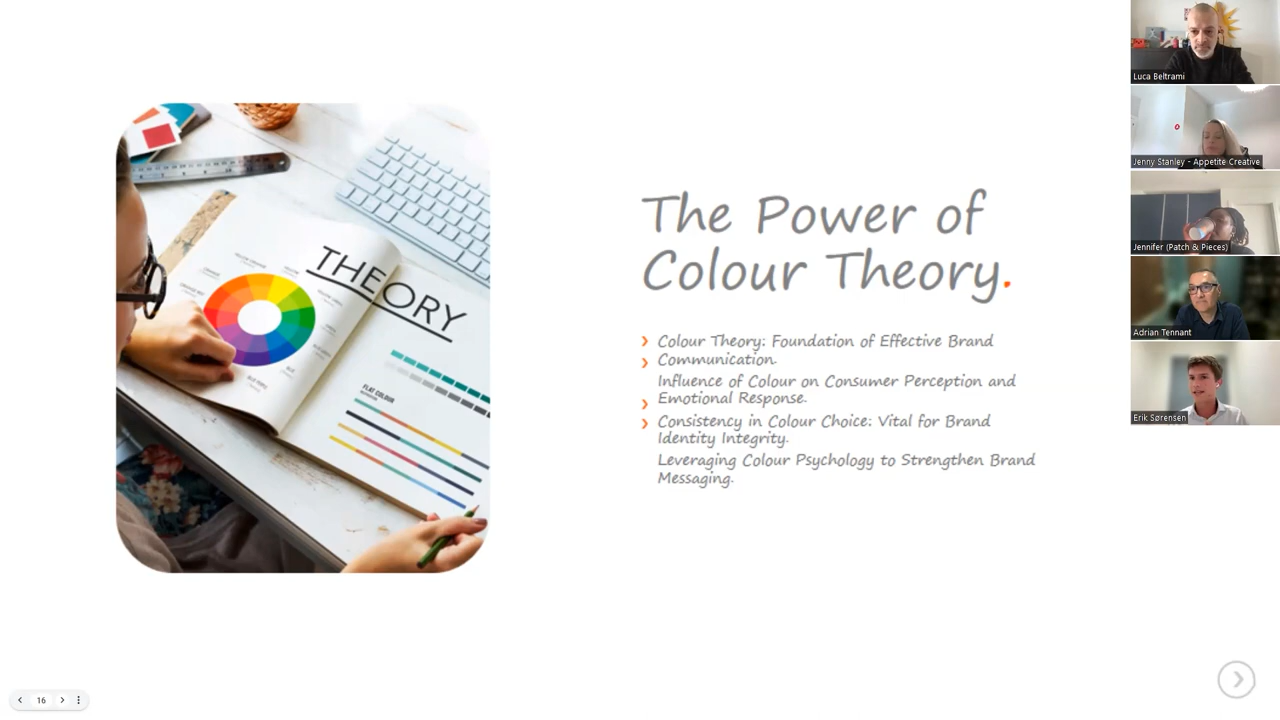 The Power of
Colour Theory.
Colour Theory: Foundation of Effective Brand
Communication.
Influence of Colour on Consumer Perception and
Emotional Response.
Consistency in Colour Choice: Vital for Brand
Identity Integrity.
Leveraging Colour Psychology to Strengthen Brand
Messaging.
THEORY
FLAT COLOUR
16
Luca Beltrami
Jenny Stanley - Appetite Creative
Jennifer (Patch & Pieces)
Adrian Tennant
Erik Sørensen